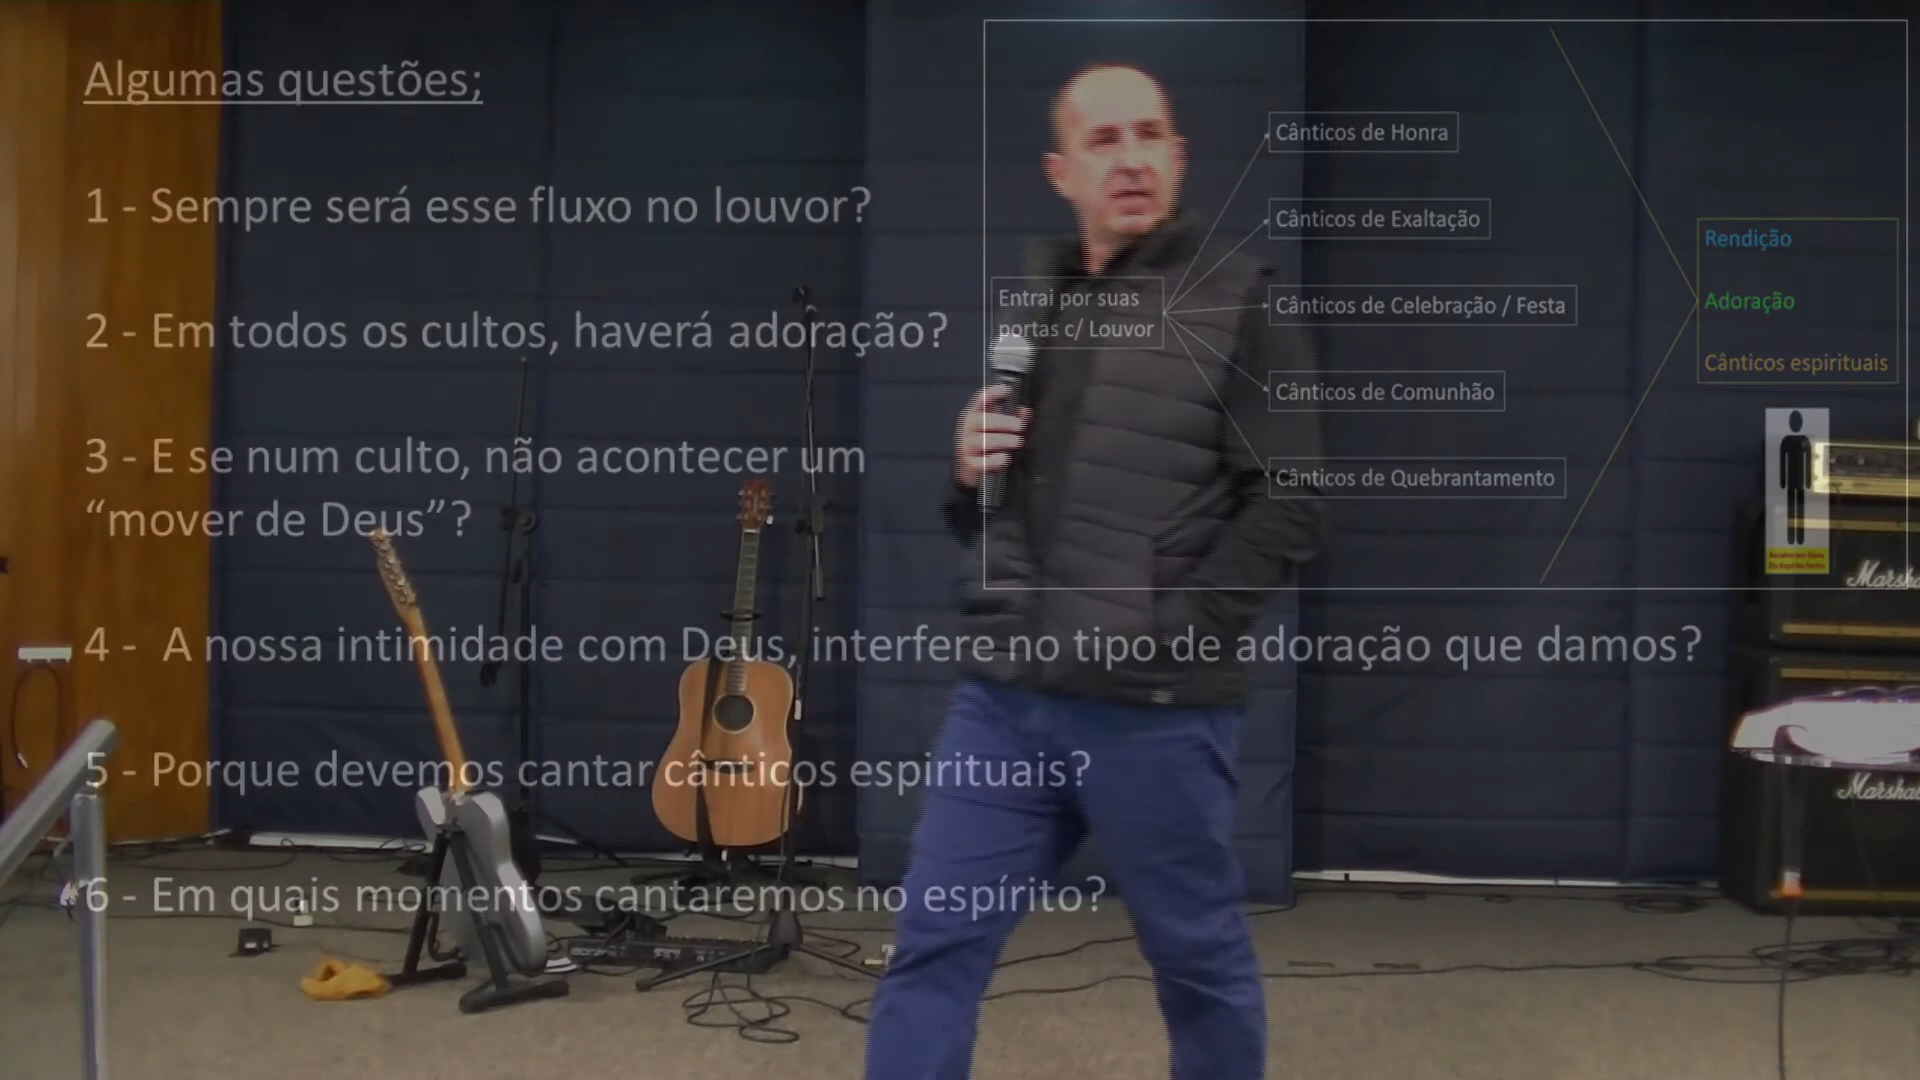 Algumas questões;
1 - Sempre será esse fluxo no louvor?
2 - Em todos os cultos, haverá adoração?
3 - E se num culto, não acontecer um
“mover de Deus”?
4 - A nossa intimidade com Deus, interfere no tipo de adoração que damos?
5 - Porque devemos cantar cânticos espirituais?
6 - Em quais momentos cantaremos no espírito?
Entrai por suas
portas c/ Louvor
Cânticos de Honra
Cânticos de Exaltação
Cânticos de Celebração / Festa
Cânticos de Comunhão
Cânticos de Quebrantamento
Rendição
Adoração
Cânticos espirituais
Marsha
Marshal